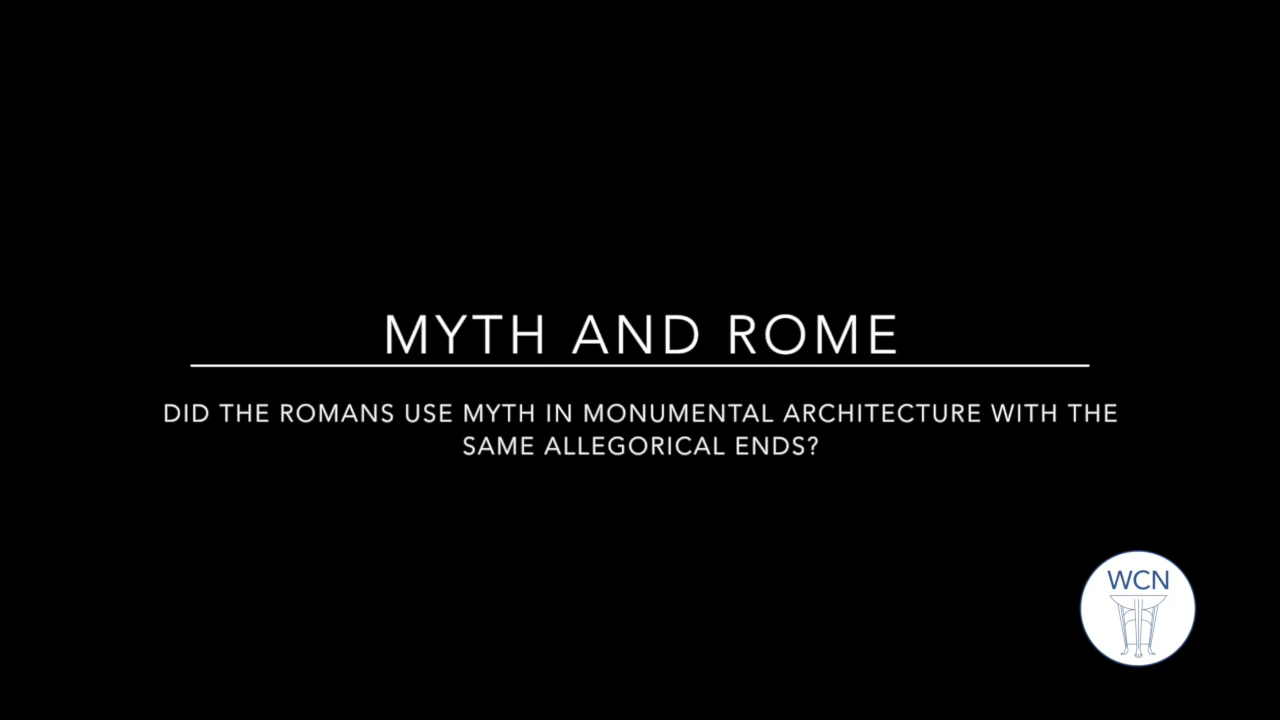 MYTH AND ROME
DID THE ROMANS USE MYTH IN MONUMENTAL ARCHITECTURE WITH THE
SAME ALLEGORICAL ENDS?
WCN